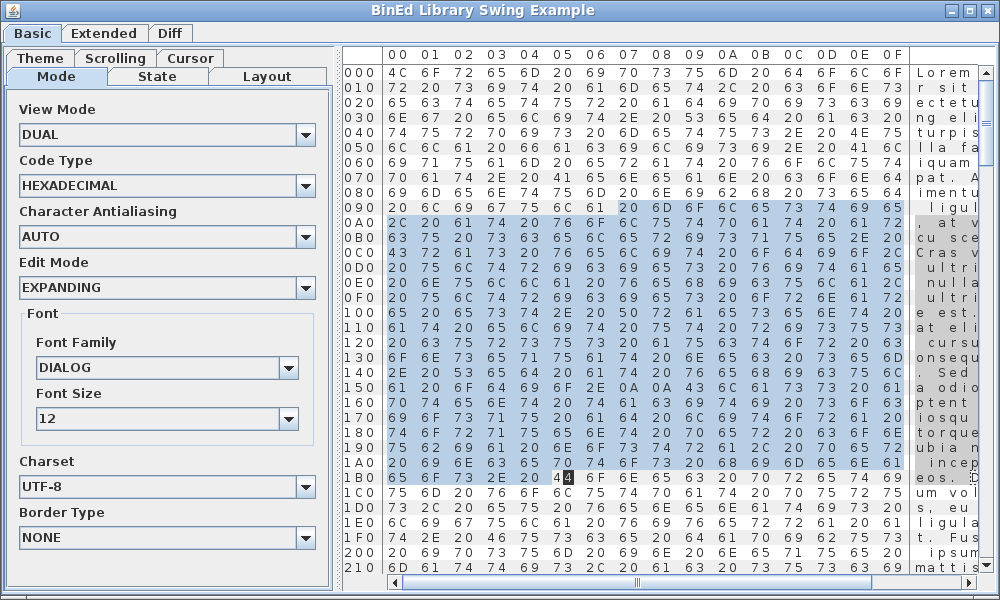 BinEd Library Swing Example
Basic Extended Diff
Theme Scrolling Cursor
Mode State Layout
View Mode
DUAL
Code Type
HEXADECIMAL
Character Antialiasing
AUTO
Edit Mode
EXPANDING
Font
Font Family
DIALOG
Font Size
12
Charset
UTF-8
Border Type
NONE
00 01 02 03 04 05 06 07 08 09 0A 0B 0C 0D 0E 0F
000 4C 6F 72 65 6D 20 69 70 73 75 6D 20 64 6F 6C 6F Lorem
010 72 20 73 69 74 20 61 6D 65 74 2C 20 63 6F 6E 73 r sit
020 65 63 74 65 74 75 72 20 61 64 69 70 69 73 63 69 ectetu
030 6E 67 20 65 6C 69 74 2E 20 53 65 64 20 61 63 20 ng eli
040 74 75 72 70 69 73 20 6D 65 74 75 73 2E 20 4E 75 turpis
050 6C 6C 61 20 66 61 63 69 6C 69 73 69 2E 20 41 6C lla fa
060 69 71 75 61 6D 20 65 72 61 74 20 76 6F 6C 75 74 iquam
070 70 61 74 2E 20 41 65 6E 65 61 6E 20 63 6F 6E 64 pat. A
080 69 6D 65 6E 74 75 6D 20 6E 69 62 68 20 73 65 64 imentu
090 20 6C 69 67 75 6C 61 20 6D 6F 6C 65 73 74 69 65 ligul
0A0 2C 20 61 74 20 76 6F 6C 75 74 70 61 74 20 61 72 , at v
0B0 63 75 20 73 63 65 6C 65 72 69 73 71 75 65 2E 20 cu sce
0C0 43 72 61 73 20 76 65 6C 69 74 20 6F 64 69 6F 2C Cras v
0D0 20 75 6C 74 72 69 63 69 65 73 20 76 69 74 61 65 ultri
0E0 20 6E 75 6C 6C 61 20 76 65 68 69 63 75 6C 61 2C nulla
0F0 20 75 6C 74 72 69 63 69 65 73 20 6F 72 6E 61 72 ultri
100 65 20 65 73 74 2E 20 50 72 61 65 73 65 6E 74 20 e est.
110 61 74 20 65 6C 69 74 20 75 74 20 72 69 73 75 73 at eli
120 20 63 75 72 73 75 73 20 61 75 63 74 6F 72 20 63 cursu
130 6F 6E 73 65 71 75 61 74 20 6E 65 63 20 73 65 6D onsequ
140 2E 20 53 65 64 20 61 74 20 76 65 68 69 63 75 6C . Sed
150 61 20 6F 64 69 6F 2E 0A 0A 43 6C 61 73 73 20 61 a odio
160 70 74 65 6E 74 20 74 61 63 69 74 69 20 73 6F 63 ptent
170 69 6F 73 71 75 20 61 64 20 6C 69 74 6F 72 61 20 iosqu
180 74 6F 72 71 75 65 6E 74 20 70 65 72 20 63 6F 6E torque
190 75 62 69 61 20 6E 6F 73 74 72 61 2C 20 70 65 72 ubia n
1A0 20 69 6E 63 65 70 74 6F 73 20 68 69 6D 65 6E 61 incep
1B0 65 6F 73 2E 20 44 6F 6E 65 63 20 70 72 65 74 69 eos. D
1C0 75 6D 20 76 6F 6C 75 74 70 61 74 20 70 75 72 75 um vol
1D0 73 2C 20 65 75 20 76 65 6E 65 6E 61 74 69 73 20 s, eu
1E0 6C 69 67 75 6C 61 20 76 69 76 65 72 72 61 20 61 ligula
1F0 74 2E 20 46 75 73 63 65 20 64 61 70 69 62 75 73 t. Fus
200 20 69 70 73 75 6D 20 69 6E 20 6E 65 71 75 65 20 ipsum
210 6D 61 74 74 69 73 2C 20 61 63 20 73 75 73 63 69 mattis